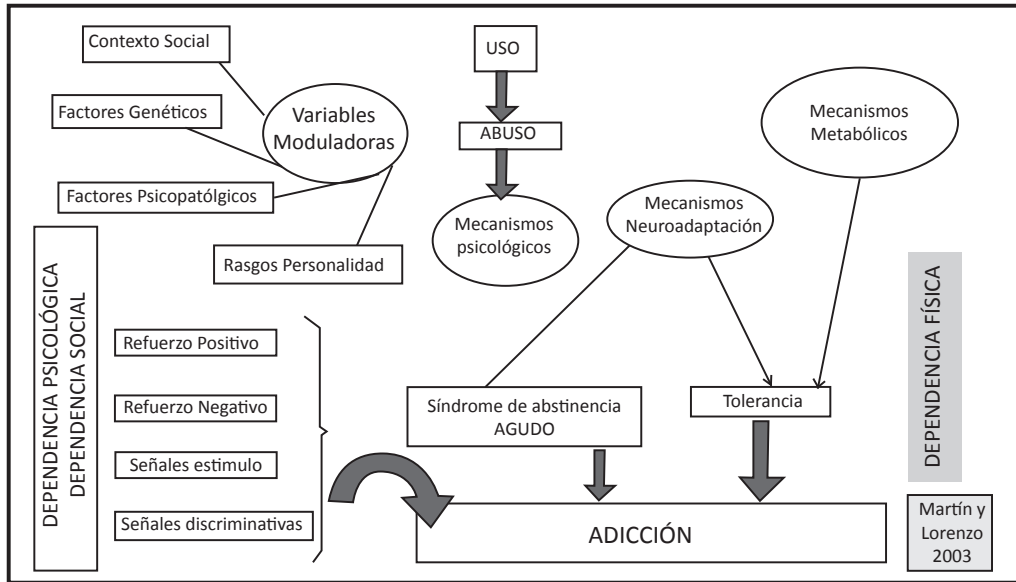 Contexto Social
Factores Genéticos
Factores Psicopatólgicos
Rasgos Personalidad
Variables
Moduladoras
USO
ABUSO
Mecanismos
psicológicos
Mecanismos
Neuroadaptación
Mecanismos
Metabólicos
DEPENDENCIA PSICOLÓGICA
DEPENDENCIA SOCIAL
Refuerzo Positivo
Refuerzo Negativo
Señales estimulo
Señales discriminativas
Síndrome de abstinencia
AGUDO
Tolerancia
ADICCIÓN
DEPENDENCIA FÍSICA
Martín y
Lorenzo
2003